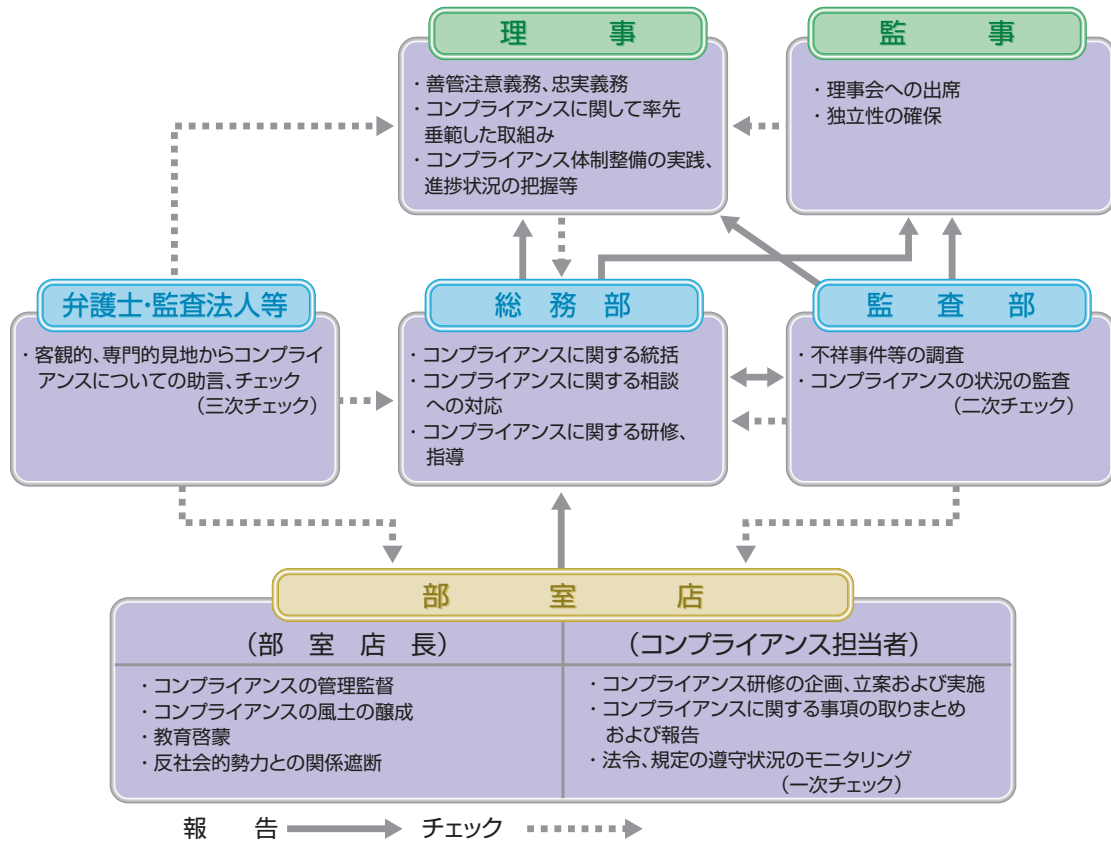 理事
・善管注意義務、忠実義務
・コンプライアンスに関して率先
垂範した取組み
・コンプライアンス体制整備の実践、
進捗状況の把握等
監事
・理事会への出席
・独立性の確保
弁護士･監査法人等
・客観的、専門的見地からコンプライ
アンスについての助言、チェック
（三次チェック）
総務部
・コンプライアンスに関する統括
・コンプライアンスに関する相談
への対応
・コンプライアンスに関する研修、
指導
監査部
・不祥事件等の調査
・コンプライアンスの状況の監査
（二次チェック）
部室店
（部室店長）
・コンプライアンスの管理監督
・コンプライアンスの風土の醸成
・教育啓蒙
・反社会的勢力との関係遮断
（コンプライアンス担当者）
・コンプライアンス研修の企画、立案および実施
・コンプライアンスに関する事項の取りまとめ
および報告
・法令、規定の遵守状況のモニタリング
（一次チェック）
報告
チェック